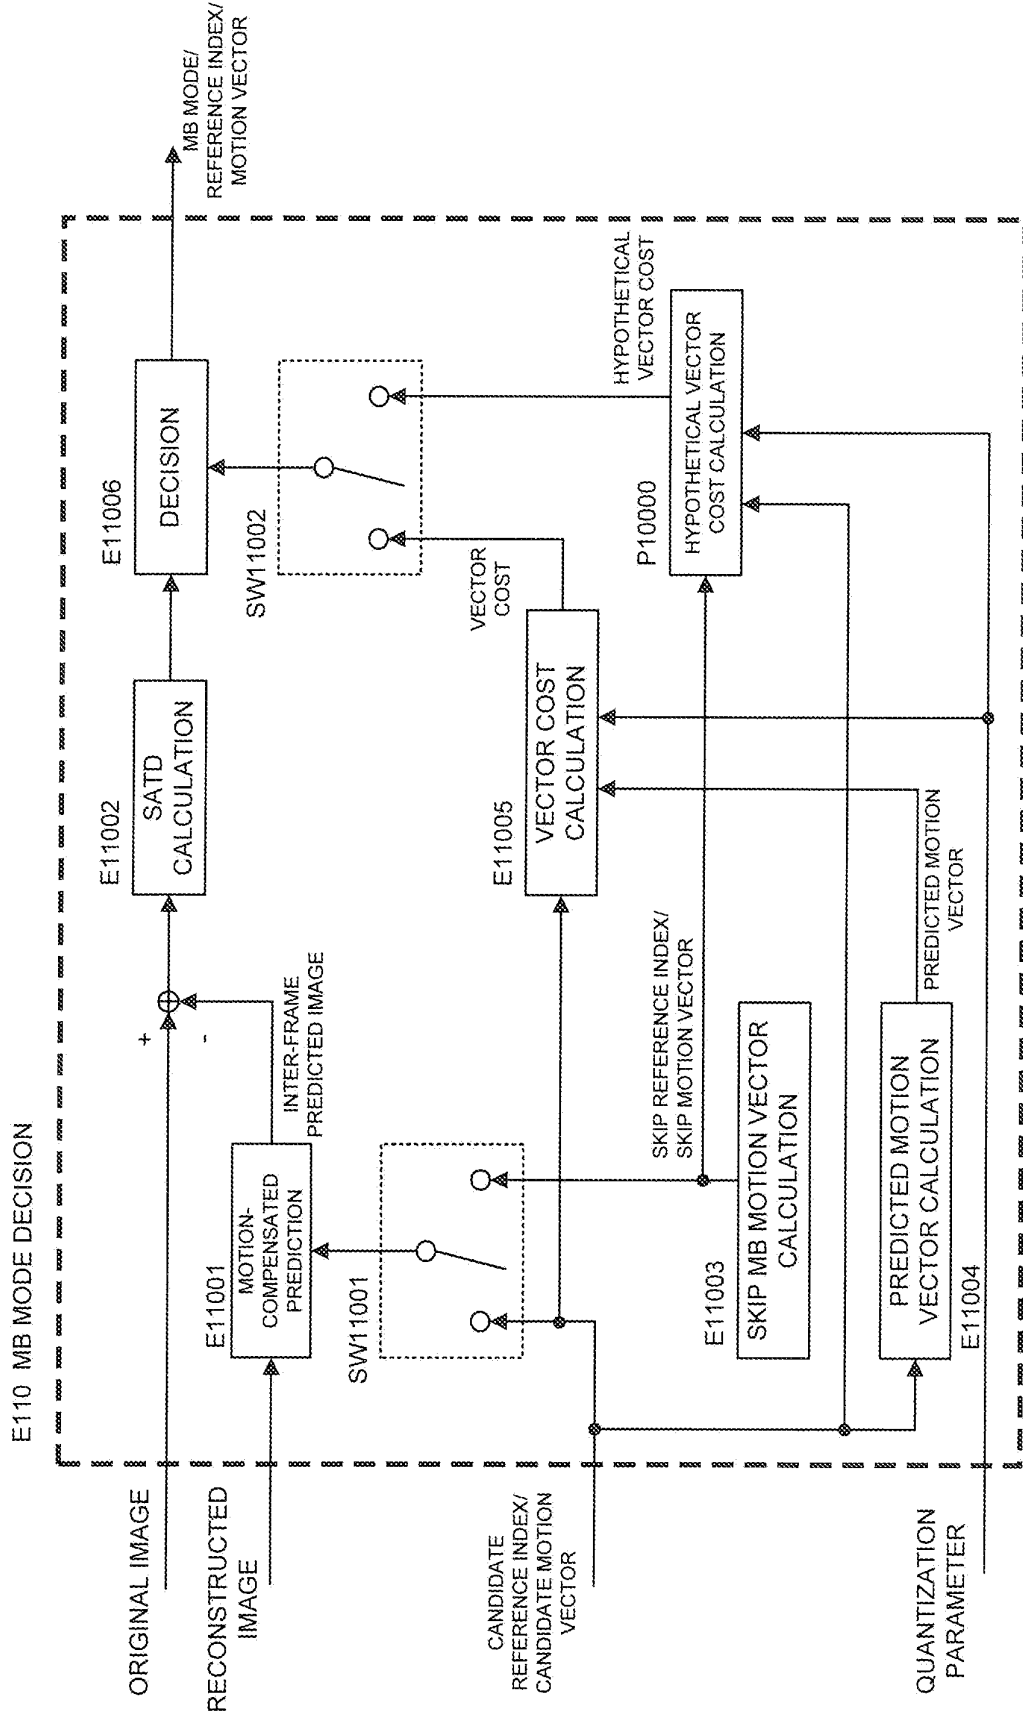 E110 MB MODE DECISION
ORIGINAL IMAGE
RECONSTRUCTED
IMAGE
CANDIDATE
REFERENCE INDEX/
CANDIDATE MOTION
VECTOR
QUANTIZATION
PARAMETER
+
-
E11001
MOTION-
COMPENSATED
PREDICTION
INTER-FRAME
PREDICTED IMAGE
SW11001
E11003
SKIP MB MOTION VECTOR
CALCULATION
SKIP REFERENCE INDEX/
SKIP MOTION VECTOR
PREDICTED MOTION
VECTOR CALCULATION
E11004
PREDICTED MOTION
VECTOR
E11002
SATD
CALCULATION
E11005
VECTOR COST
CALCULATION
VECTOR
COST
E11006
DECISION
SW11002
P10000
HYPOTHETICAL VECTOR
COST CALCULATION
HYPOTHETICAL
VECTOR COST
MB MODE/
REFERENCE INDEX/
MOTION VECTOR